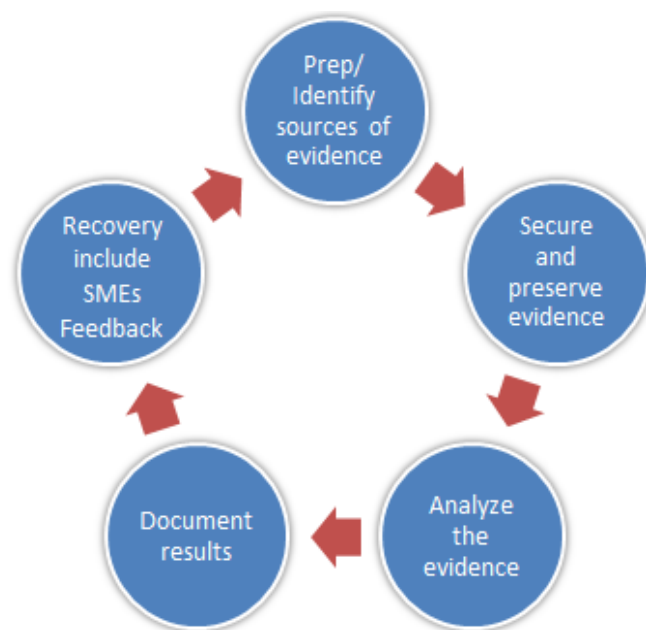 Prep/
Identify
sources of
evidence
Secure
and
preserve
evidence
Analyze
the
evidence
Document
results
Recovery
include
SMEs
Feedback